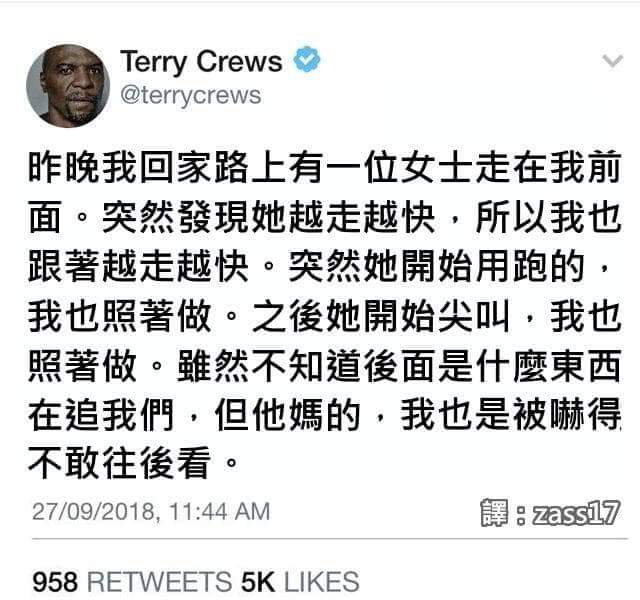 Terry Crews
@terrycrews
昨晚我回家路上有一位女士走在我前
面。突然發現她越走越快,所以我也
跟著越走越快。突然她開始用跑的,
我也照著做。之後她開始尖叫,我也
照著做。雖然不知道後面是什麼東西
在追我們,但他媽的,我也是被嚇得
不敢往後看。
27/09/2018, 11:44 AM
譯:zass17
958 RETWEETS 5K LIKES